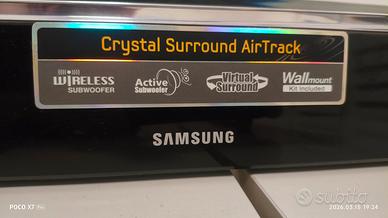 Crystal Surround AirTrack
WIRELESS
SUBWOOFER
Active
Subwoofer
Virtual
Surround
Wallmount
Kit Included
SAMSUNG
POCO X7 Pro
subito
2026.03.15 19:34